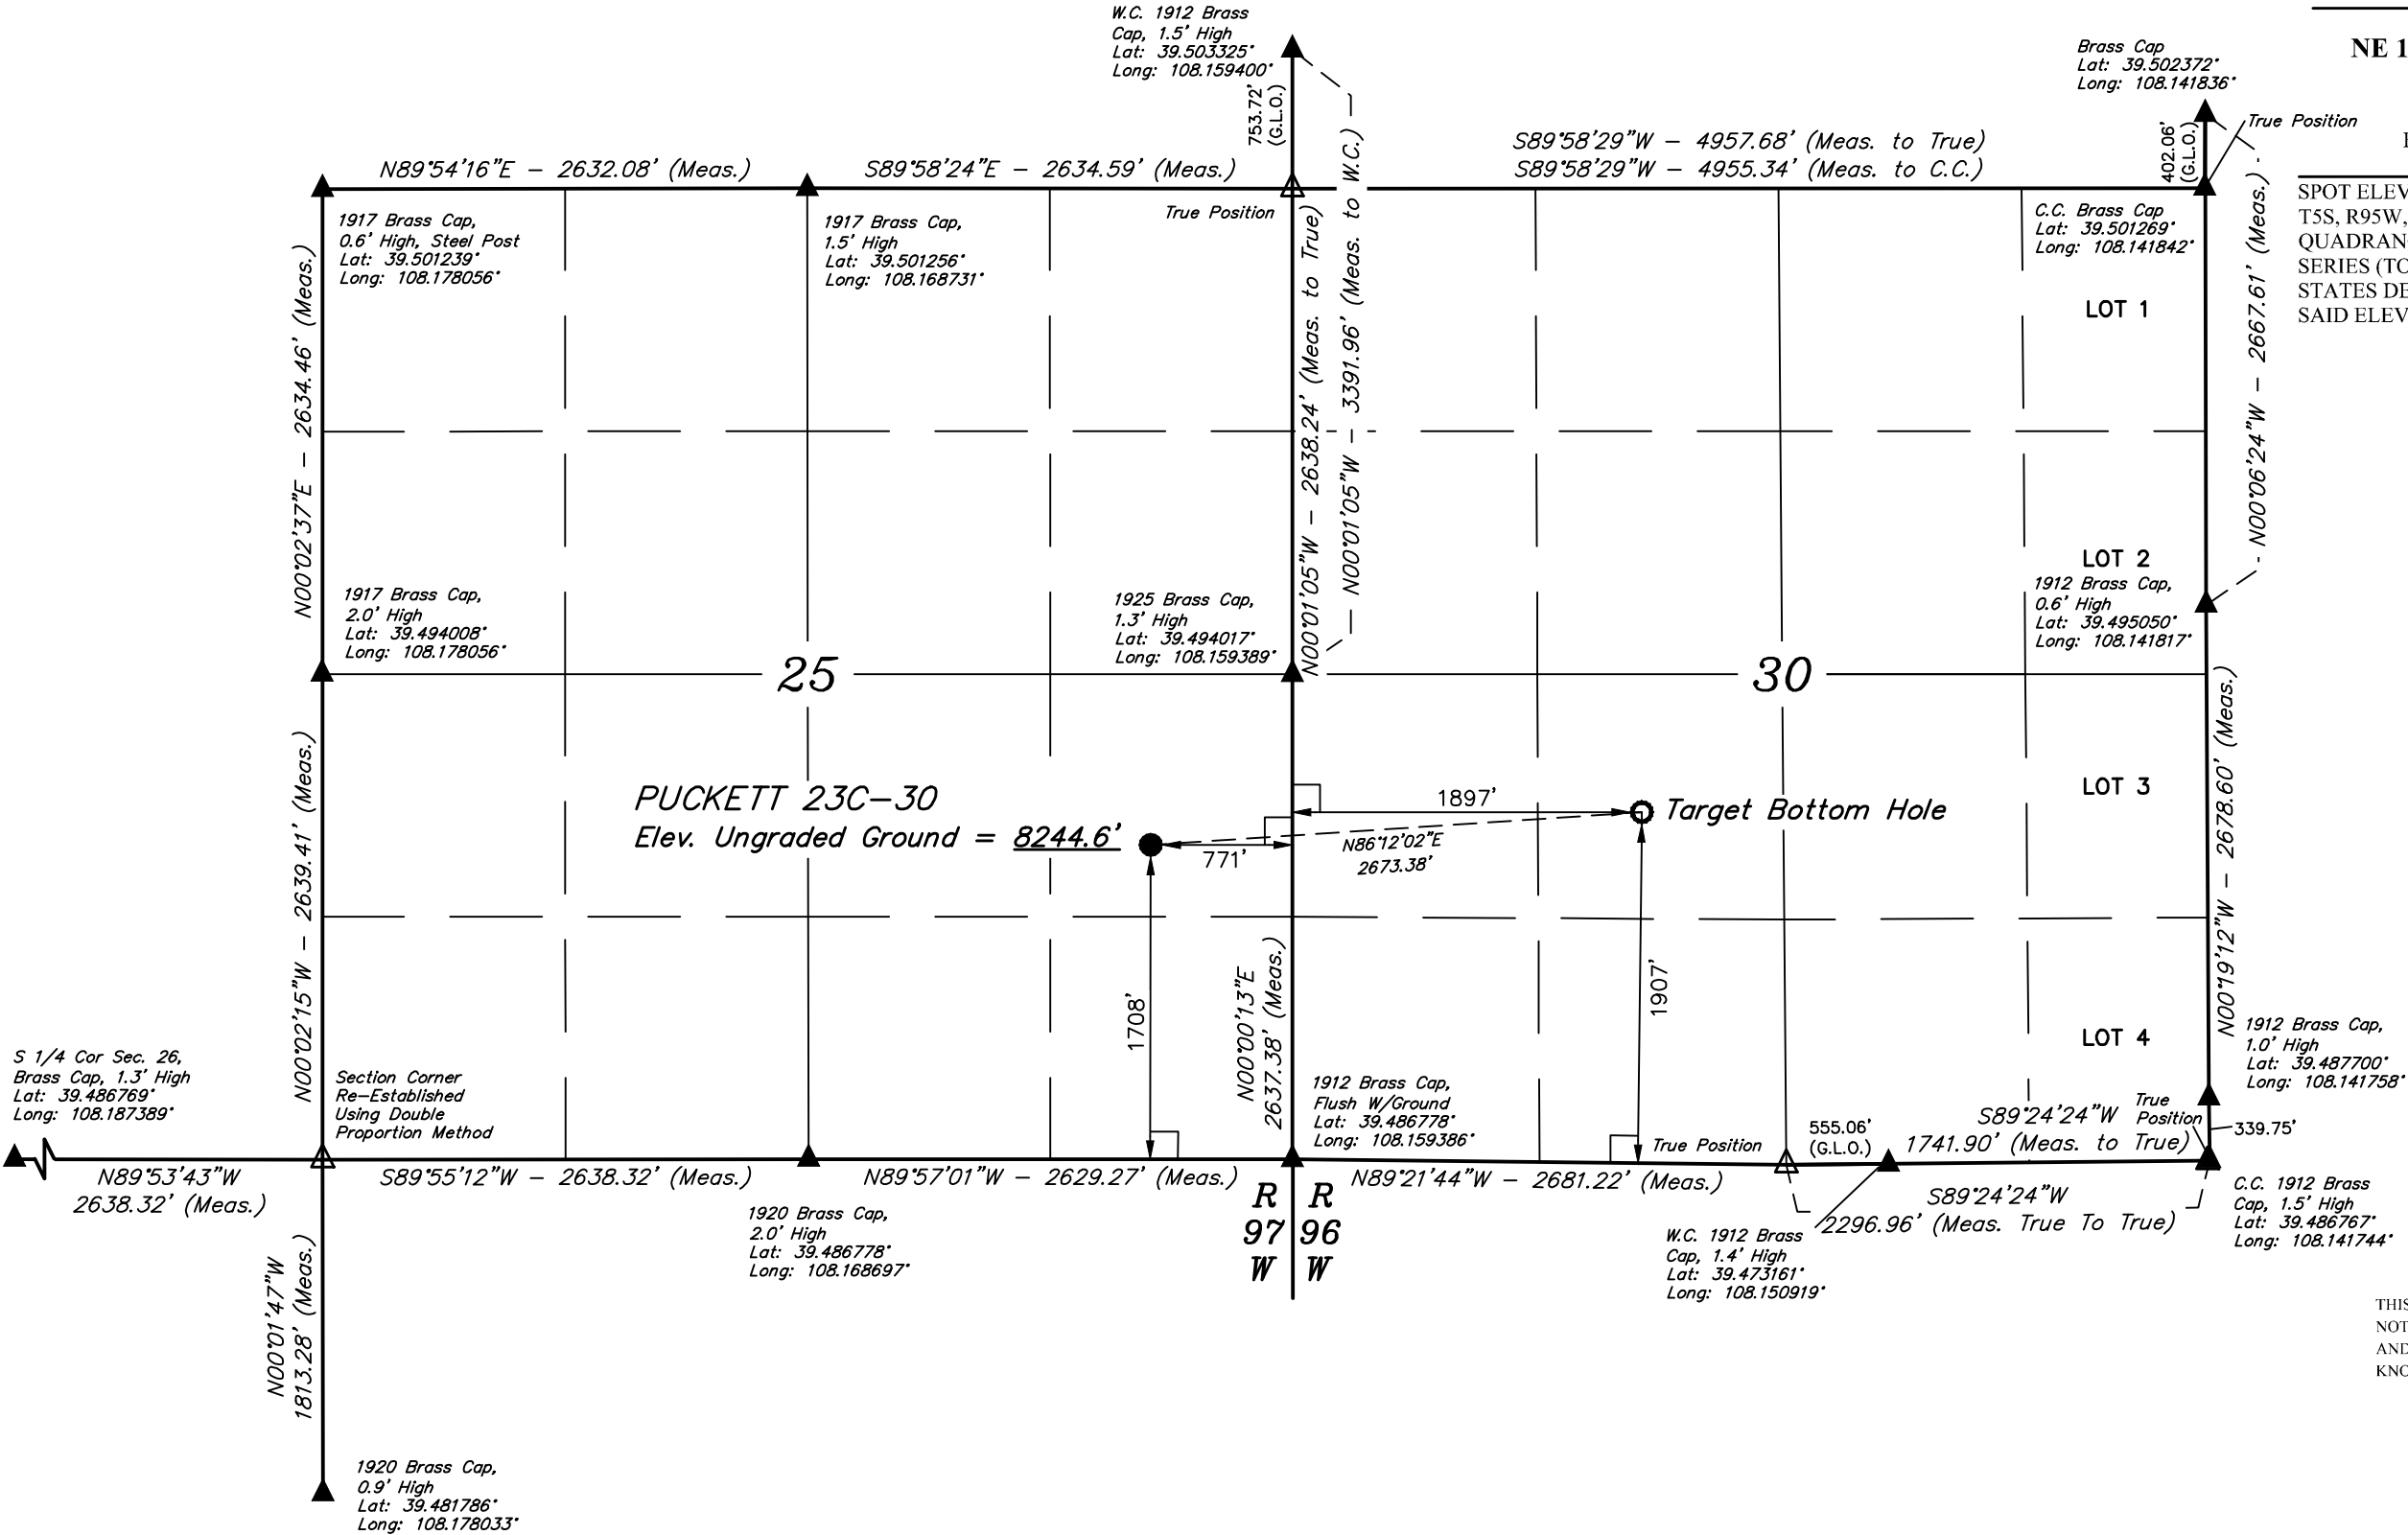 W.C. 1912 Brass
Cap, 1.5' High
Lat: 39.503325°
Long: 108.159400°
753.72'
(G.L.O.)
Brass Cap
Lat: 39.502372°
Long: 108.141836°
NE 1
402.06'
(G.L.O.)
True Position
N89°54'16"E - 2632.08' (Meas.)
S89°58'24"E - 2634.59' (Meas.)
S89°58'29"W - 4957.68' (Meas. to True)
S89°58'29"W - 4955.34' (Meas. to C.C.)
SPOT ELEV
T5S, R95W,
QUADRAN
SERIES (TO
STATES DE
SAID ELEV
1917 Brass Cap,
0.6' High, Steel Post
Lat: 39.501239°
Long: 108.178056°
1917 Brass Cap,
1.5' High
Lat: 39.501256°
Long: 108.168731°
True Position
C.C. Brass Cap
Lat: 39.501269°
Long: 108.141842°
LOT 1
N00°02'37"E - 2634.46' (Meas.)
N00°01'05"W - 2638.24' (Meas. to True)
N00°01'05"W - 3391.96' (Meas. to W.C.)
N00°06'24"W - 2667.61' (Meas.)
LOT 2
1917 Brass Cap,
2.0' High
Lat: 39.494008°
Long: 108.178056°
1925 Brass Cap,
1.3' High
Lat: 39.494017°
Long: 108.159389°
1912 Brass Cap,
0.6' High
Lat: 39.495050°
Long: 108.141817°
25
30
LOT 3
PUCKETT 23C-30
Elev. Ungraded Ground = 8244.6'
771'
1897'
Target Bottom Hole
N86°12'02"E
2673.38'
N00°02'15"W - 2639.41' (Meas.)
N00°19'12"W - 2678.60' (Meas.)
1708'
N00°00'13"E
2637.38' (Meas.)
1907'
LOT 4
S 1/4 Cor Sec. 26,
Brass Cap, 1.3' High
Lat: 39.486769°
Long: 108.187389°
Section Corner
Re-Established
Using Double
Proportion Method
1912 Brass Cap,
Flush W/Ground
Lat: 39.486778°
Long: 108.159386°
True Position
555.06'
(G.L.O.)
S89°24'24"W
1741.90' (Meas. to True)
True
Position
1912 Brass Cap,
1.0' High
Lat: 39.487700°
Long: 108.141758°
339.75'
N89°53'43"W
2638.32' (Meas.)
S89°55'12"W - 2638.32' (Meas.)
N89°57'01"W - 2629.27' (Meas.)
N89°21'44"W - 2681.22' (Meas.)
S89°24'24"W
2296.96' (Meas. True To True)
C.C. 1912 Brass
Cap, 1.5' High
Lat: 39.486767°
Long: 108.141744°
1920 Brass Cap,
2.0' High
Lat: 39.486778°
Long: 108.168697°
R R
97 96
W W
W.C. 1912 Brass
Cap, 1.4' High
Lat: 39.473161°
Long: 108.150919°
N00°01'47"W
1813.28' (Meas.)
THIS
NOT
AND
KNO
1920 Brass Cap,
0.9' High
Lat: 39.481786°
Long: 108.178033°